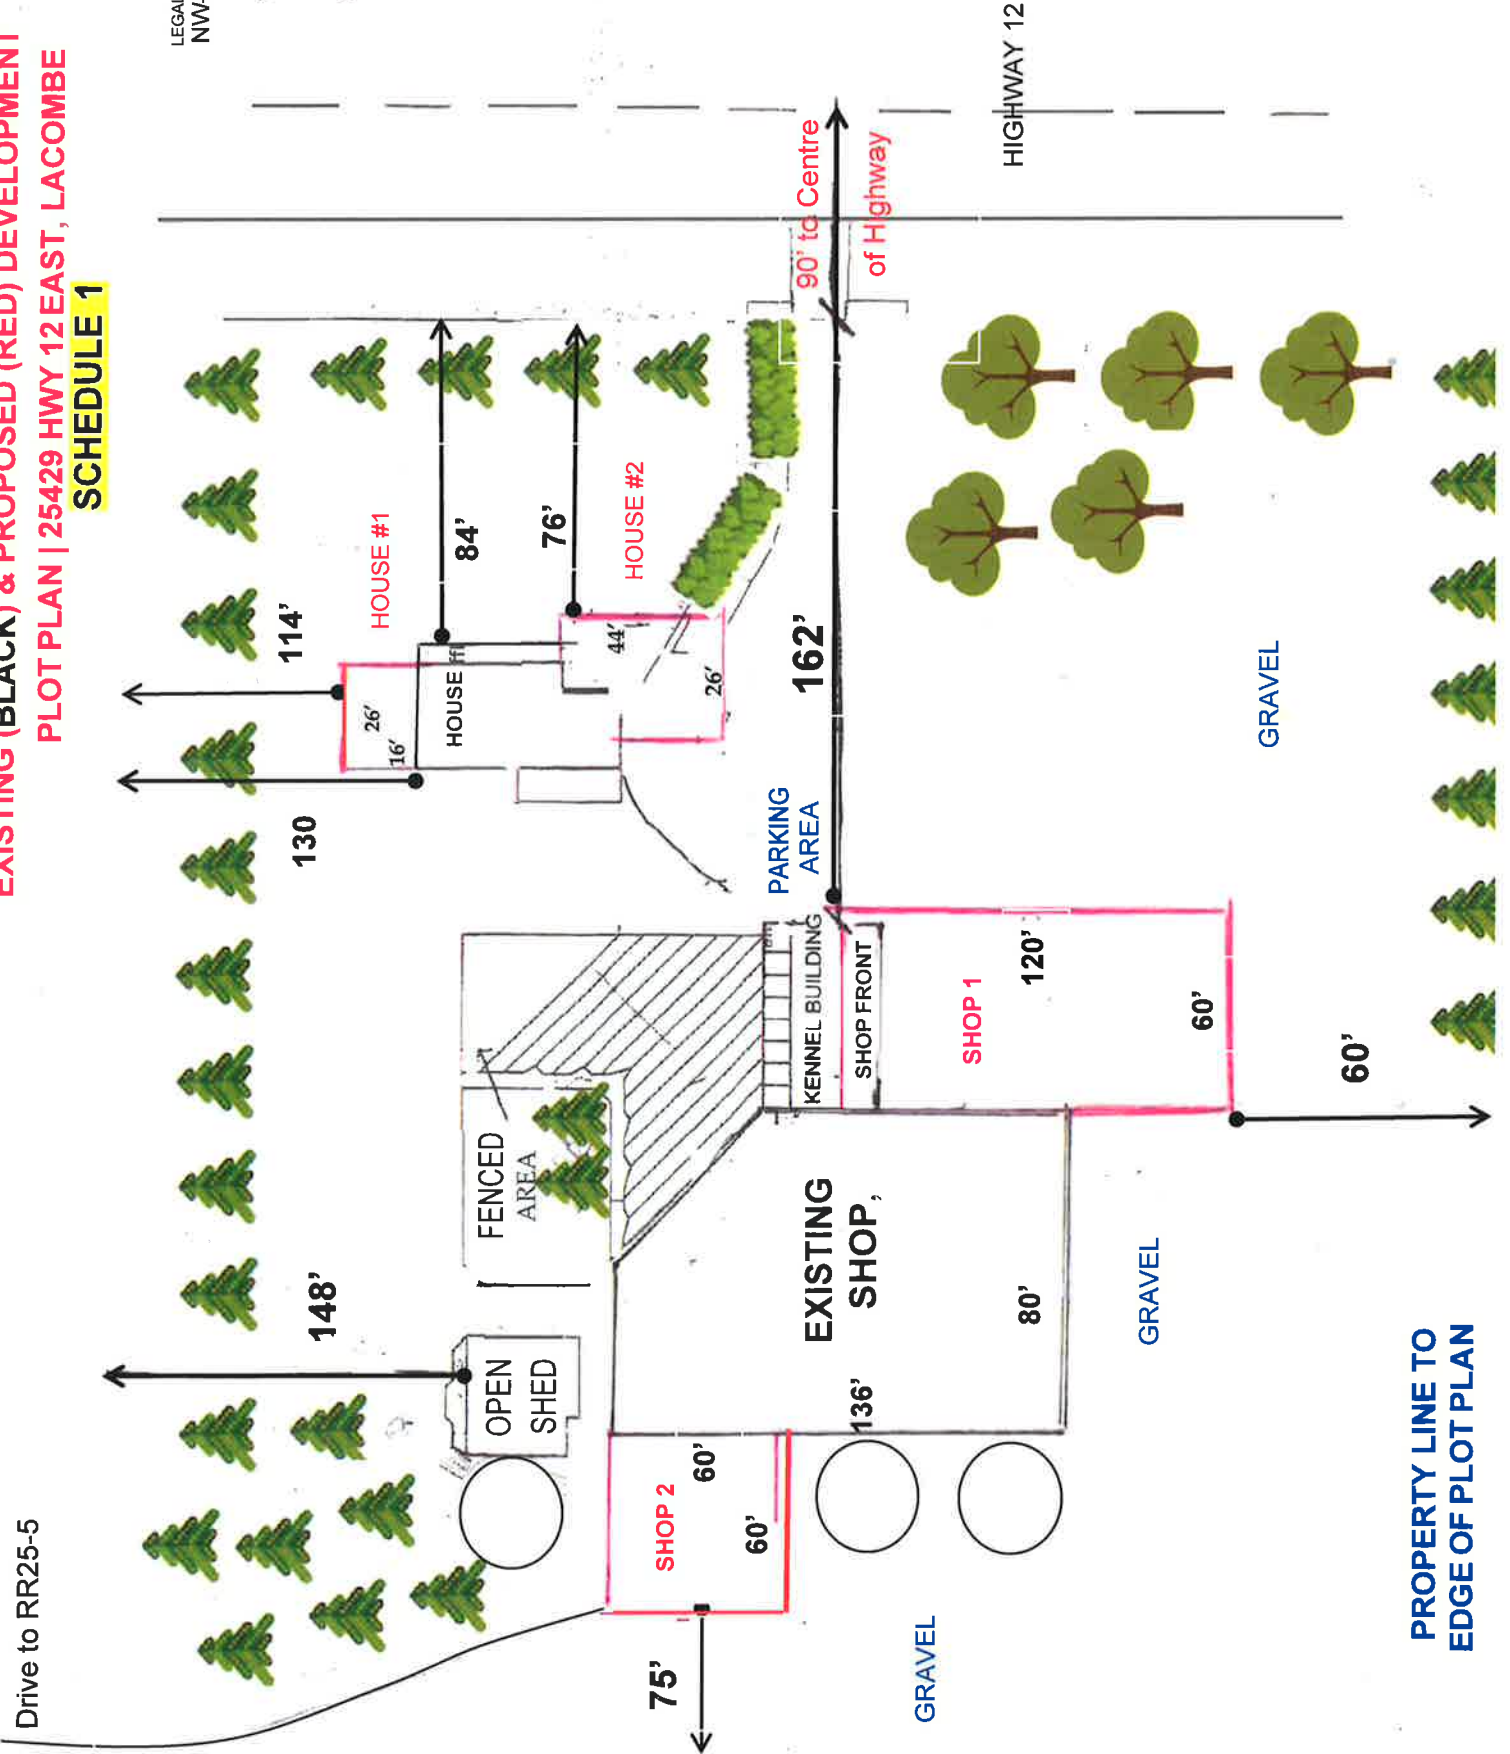 EXISTING (BLACK) & PROPOSED (RED) DEVELOPMENT
PLOT PLAN | 25429 HWY 12 EAST, LACOMBE
SCHEDULE 1
LEGAL
NW-
Drive to RR25-5
148'
130
114'
HOUSE #1
84'
76'
HOUSE #2
26'
16'
HOUSE
44'
26'
90' to Centre
of Highway
HIGHWAY 12
162'
PARKING
AREA
FENCED
AREA
OPEN
SHED
KENNEL BUILDING
SHOP FRONT
SHOP 1
120'
60'
60'
EXISTING
SHOP,
136'
80'
SHOP 2
60'
60'
75'
GRAVEL
GRAVEL
GRAVEL
PROPERTY LINE TO
EDGE OF PLOT PLAN